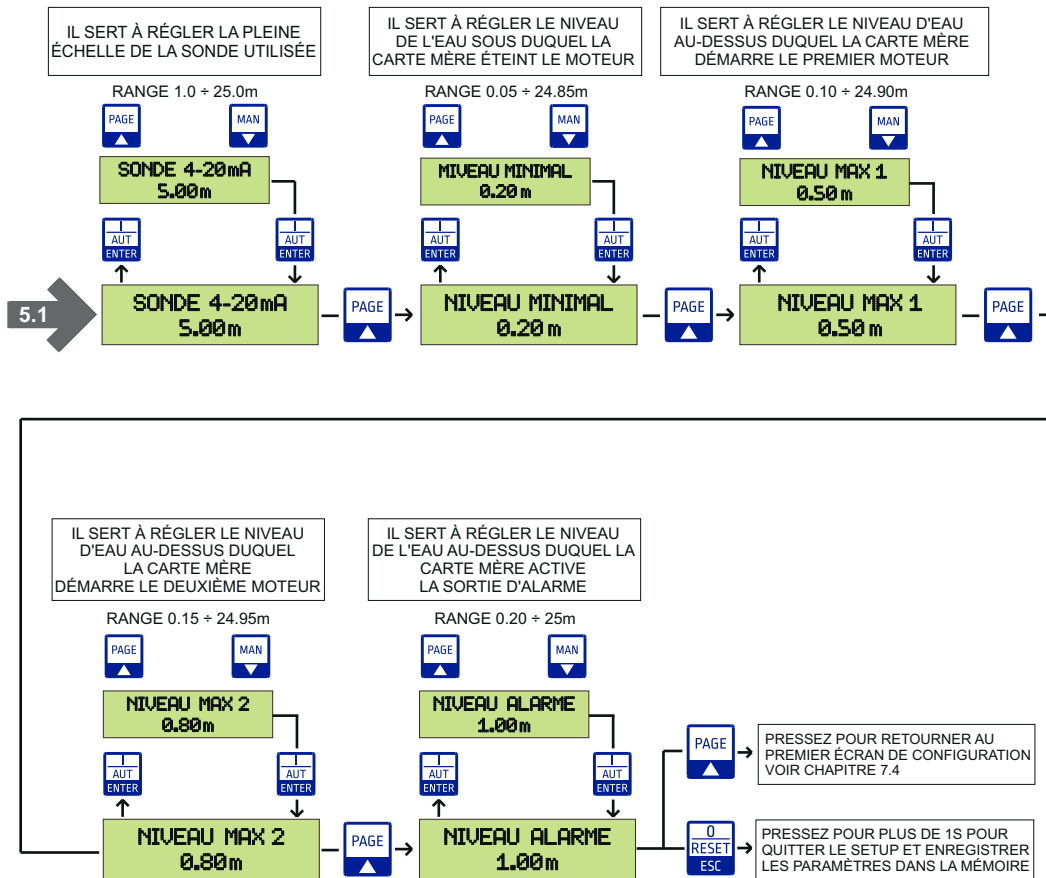 IL SERT À RÉGLER LA PLEINE
ÉCHELLE DE LA SONDE UTILISÉE
RANGE 1.0 ÷ 25.0m
PAGE
MAN
SONDE 4-20mA
5.00m
AUT
ENTER
AUT
ENTER
5.1
SONDE 4-20mA
5.00m
PAGE
IL SERT À RÉGLER LE NIVEAU
DE L'EAU SOUS DUQUEL LA
CARTE MÈRE ÉTEINT LE MOTEUR
RANGE 0.05 ÷ 24.85m
PAGE
MAN
MIVEAU MINIMAL
0.20 m
I
AUT
ENTER
I
AUT
ENTER
NIVEAU MINIMAL
0.20 m
PAGE
IL SERT À RÉGLER LE NIVEAU D'EAU
AU-DESSUS DUQUEL LA CARTE MÈRE
DÉMARRE LE PREMIER MOTEUR
RANGE 0.10 ÷ 24.90m
PAGE
MAN
NIVEAU MAX 1
0.50 m
I
AUT
ENTER
I
AUT
ENTER
NIVEAU MAX 1
0.50 m
PAGE
IL SERT À RÉGLER LE NIVEAU
D'EAU AU-DESSUS DUQUEL
LA CARTE MÈRE
DÉMARRE LE DEUXIÈME MOTEUR
RANGE 0.15 ÷ 24.95m
PAGE
MAN
NIVEAU MAX 2
0.80m
I
AUT
ENTER
I
AUT
ENTER
NIVEAU MAX 2
0.80m
PAGE
IL SERT À RÉGLER LE NIVEAU
DE L'EAU AU-DESSUS DUQUEL LA
CARTE MÈRE ACTIVE
LA SORTIE D'ALARME
RANGE 0.20 ÷ 25m
PAGE
MAN
NIVEAU ALARME
1.00m
I
AUT
ENTER
I
AUT
ENTER
NIVEAU ALARME
1.00m
PAGE
PRESSEZ POUR RETOURNER AU
PREMIER ÉCRAN DE CONFIGURATION
VOIR CHAPITRE 7.4
0
RESET
ESC
PRESSEZ POUR PLUS DE 1S POUR
QUITTER LE SETUP ET ENREGISTRER
LES PARAMÈTRES DANS LA MÉMOIRE